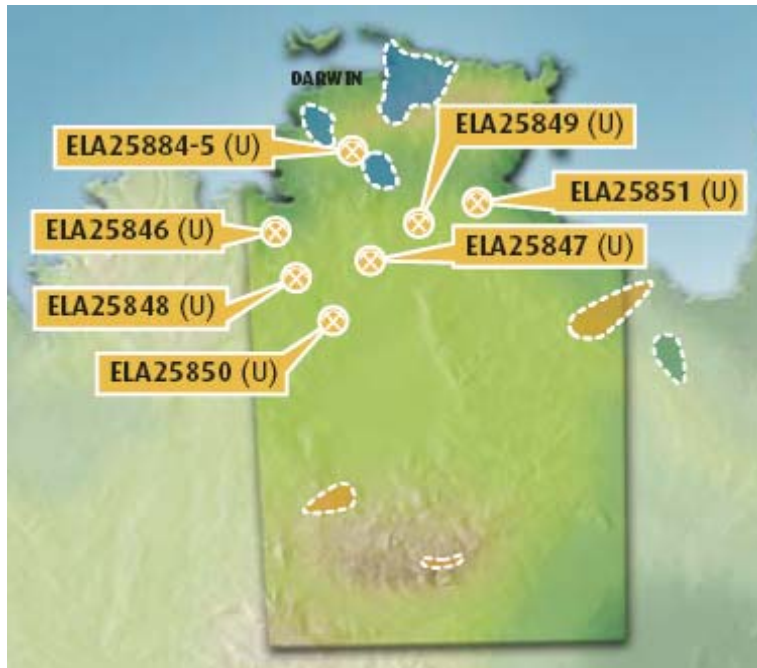 DARWIN
ELA25849 (U)
ELA25884-5 (U)
ELA25851 (U)
ELA25846 (U)
ELA25847 (U)
ELA25848 (U)
ELA25850 (U)